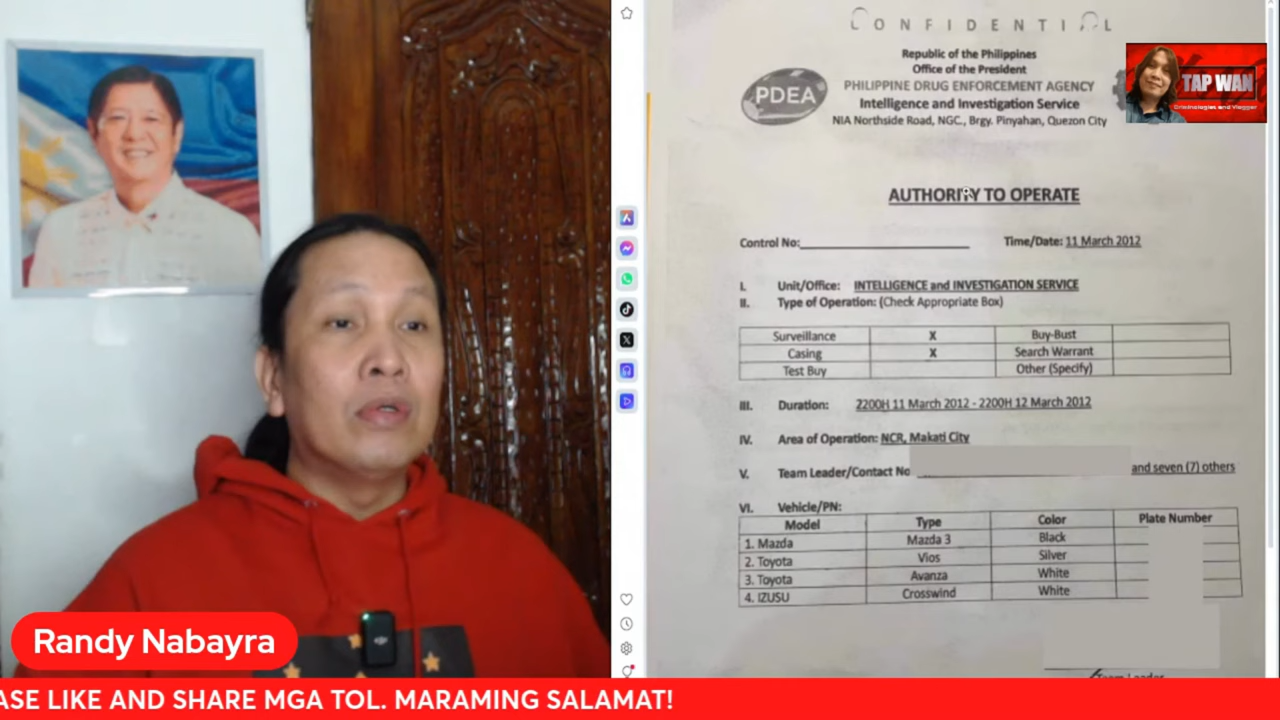 CONFIDENTIAL
Republic of the Philippines
Office of the President
PHILIPPINE DRUG ENFORCEMENT AGENCY
Intelligence and Investigation Service
NIA Northside Road, NGC., Brgy. Pinyahan, Quezon City
PDEA
TAP WAN
Criminologist and Vlogger
AUTHORITY TO OPERATE
Control No: Time/Date: 11 March 2012
I. Unit/Office: INTELLIGENCE and INVESTIGATION SERVICE
II. Type of Operation: (Check Appropriate Box)
Surveillance X Buy-Bust
Casing X Search Warrant
Test Buy Other (Specify)
III. Duration: 2200H 11 March 2012 - 2200H 12 March 2012
IV. Area of Operation: NCR, Makati City
V. Team Leader/Contact No and seven (7) others
VI. Vehicle/PN:
Model Type Color Plate Number
1. Mazda Mazda 3 Black
2. Toyota Vios Silver
3. Toyota Avanza White
4. IZUSU Crosswind White
Team Leader
Randy Nabayra
ASE LIKE AND SHARE MGA TOL. MARAMING SALAMAT!